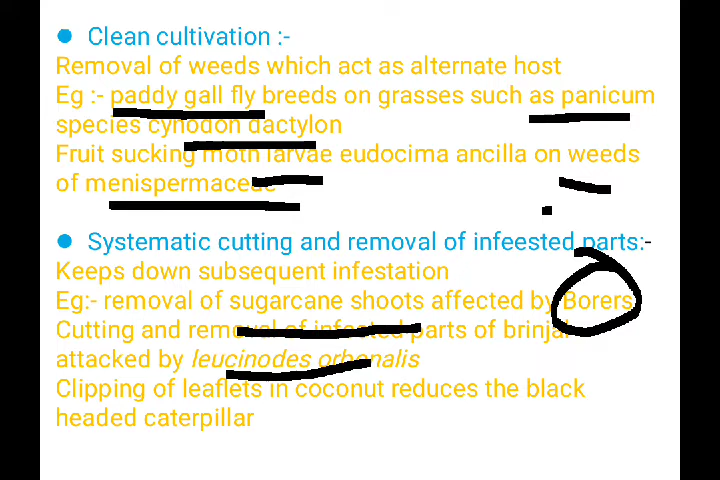 Clean cultivation :-
Removal of weeds which act as alternate host
Eg :- paddy gall fly breeds on grasses such as panicum
species cynodon dactylon
Fruit sucking moth larvae eudocima ancilla on weeds
of menispermaceae
Systematic cutting and removal of infeested parts:-
Keeps down subsequent infestation
Eg:- removal of sugarcane shoots affected by Borers
Cutting and removal of infested parts of brinjal
attacked by leucinodes orbonalis
Clipping of leaflets in coconut reduces the black
headed caterpillar